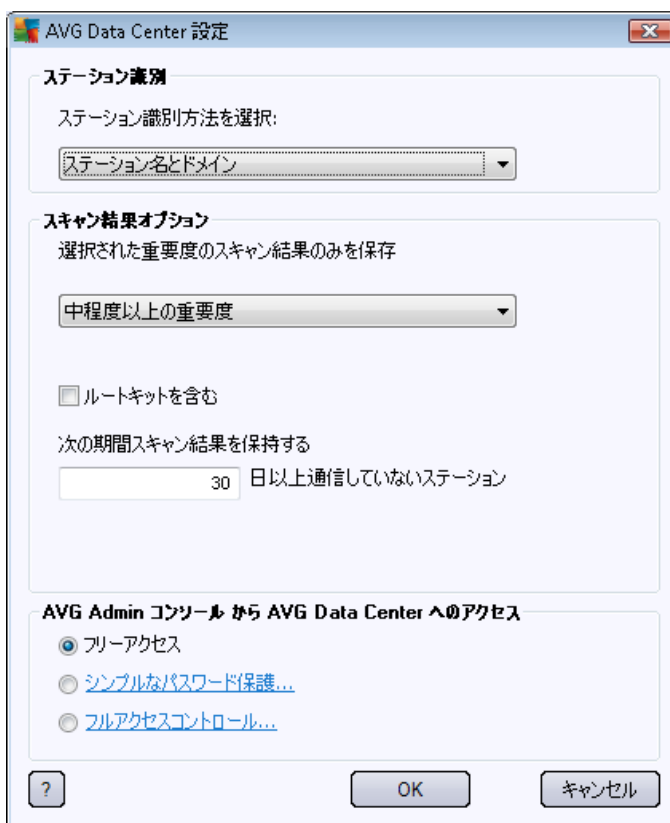 AVG Data Center 設定
ステーション識別
ステーション識別方法を選択:
ステーション名とドメイン
スキャン結果オプション
選択された重要度のスキャン結果のみを保存
中程度以上の重要度
ルートキットを含む
次の期間スキャン結果を保持する
30 日以上通信していないステーション
AVG Admin コンソール から AVG Data Center へのアクセス
フリーアクセス
シンプルなパスワード保護...
フルアクセスコントロール...
? OK キャンセル